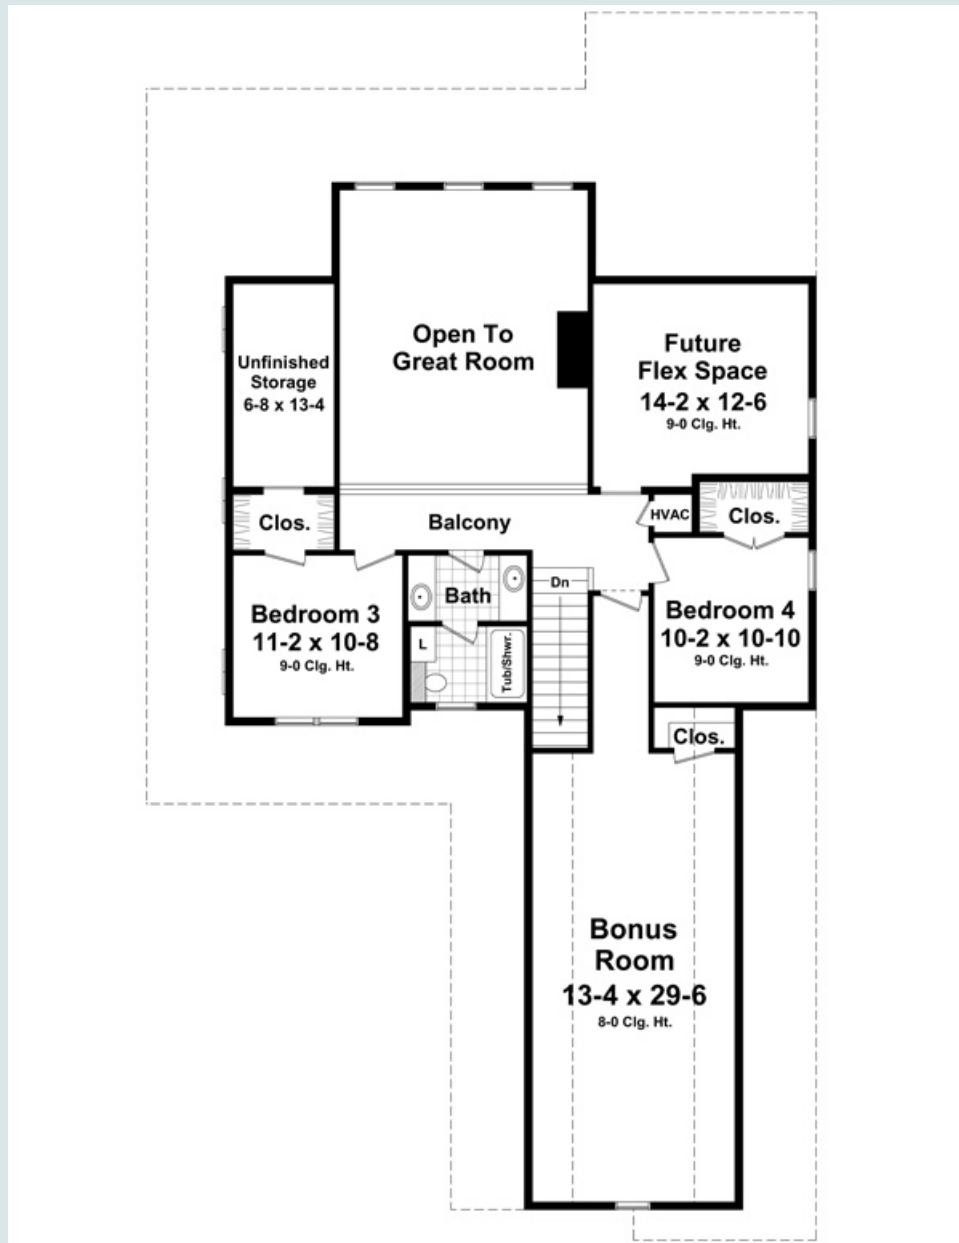 Open To
Great Room
Unfinished
Storage
6-8 x 13-4
Future
Flex Space
14-2 x 12-6
9-0 Clg. Ht.
Clos.
Balcony
HVAC
Clos.
Dn
Bath
Bedroom 3
11-2 x 10-8
9-0 Clg. Ht.
L
Tub/Shwr.
Bedroom 4
10-2 x 10-10
9-0 Clg. Ht.
Clos.
Bonus
Room
13-4 x 29-6
8-0 Clg. Ht.